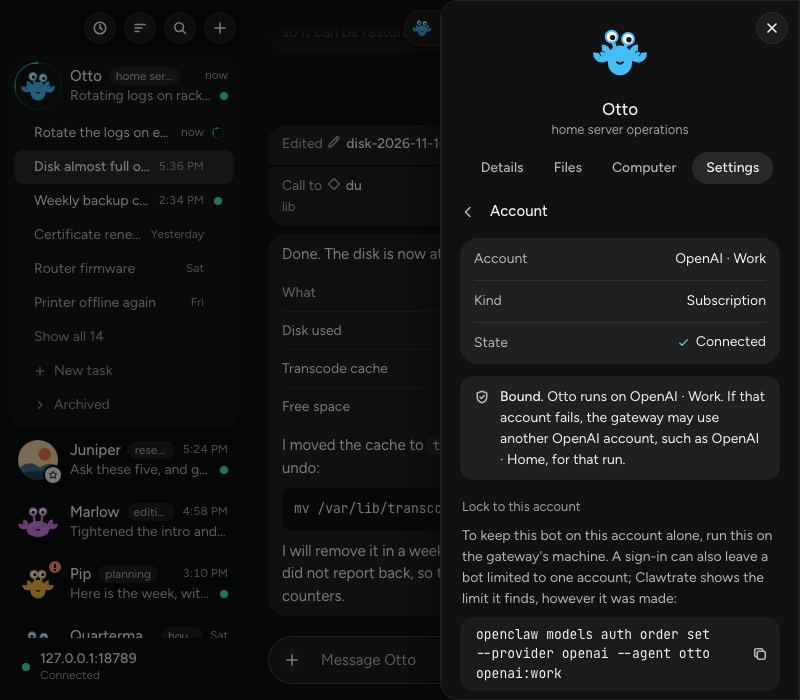 Otto home ser... now
Rotating logs on rack...
Rotate the logs on e... now
Disk almost full o... 5:36 PM
Weekly backup c... 2:34 PM
Certificate rene... Yesterday
Router firmware Sat
Printer offline again Fri
Show all 14
+ New task
Archived
Juniper rese... 5:24 PM
Ask these five, and g...
Marlow editi... 4:58 PM
Tightened the intro and...
Pip planning 3:10 PM
Here is the week, wit...
Quarterma hou Sat
127.0.0.1:18789
Connected
so it can be restor
Edited disk-2026-11-1
Call to du
lib
Done. The disk is now at
What
Disk used
Transcode cache
Free space
I moved the cache to
undo:
mv /var/lib/transco
I will remove it in a week
did not report back, so t
counters.
Message Otto
Otto
home server operations
Details Files Computer Settings
Account
Account OpenAI · Work
Kind Subscription
State Connected
Bound. Otto runs on OpenAI · Work. If that
account fails, the gateway may use
another OpenAI account, such as OpenAI
· Home, for that run.
Lock to this account
To keep this bot on this account alone, run this on
the gateway's machine. A sign-in can also leave a
bot limited to one account; Clawtrate shows the
limit it finds, however it was made:
openclaw models auth order set
--provider openai --agent otto
openai:work